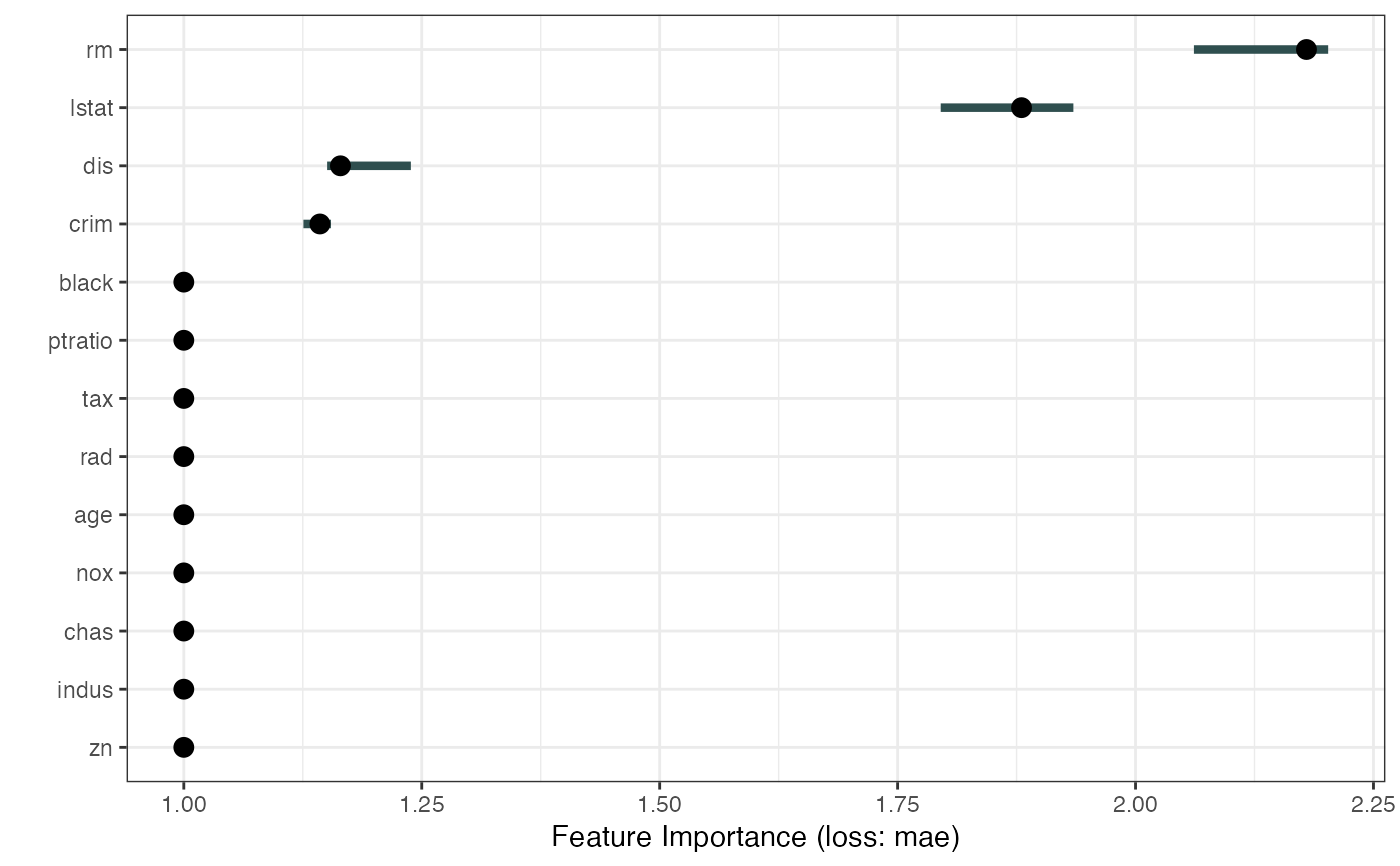 rm
lstat
dis
crim
black
ptratio
tax
rad
age
nox
chas
indus
zn
1.00 1.25 1.50 1.75 2.00 2.25
Feature Importance (loss: mae)